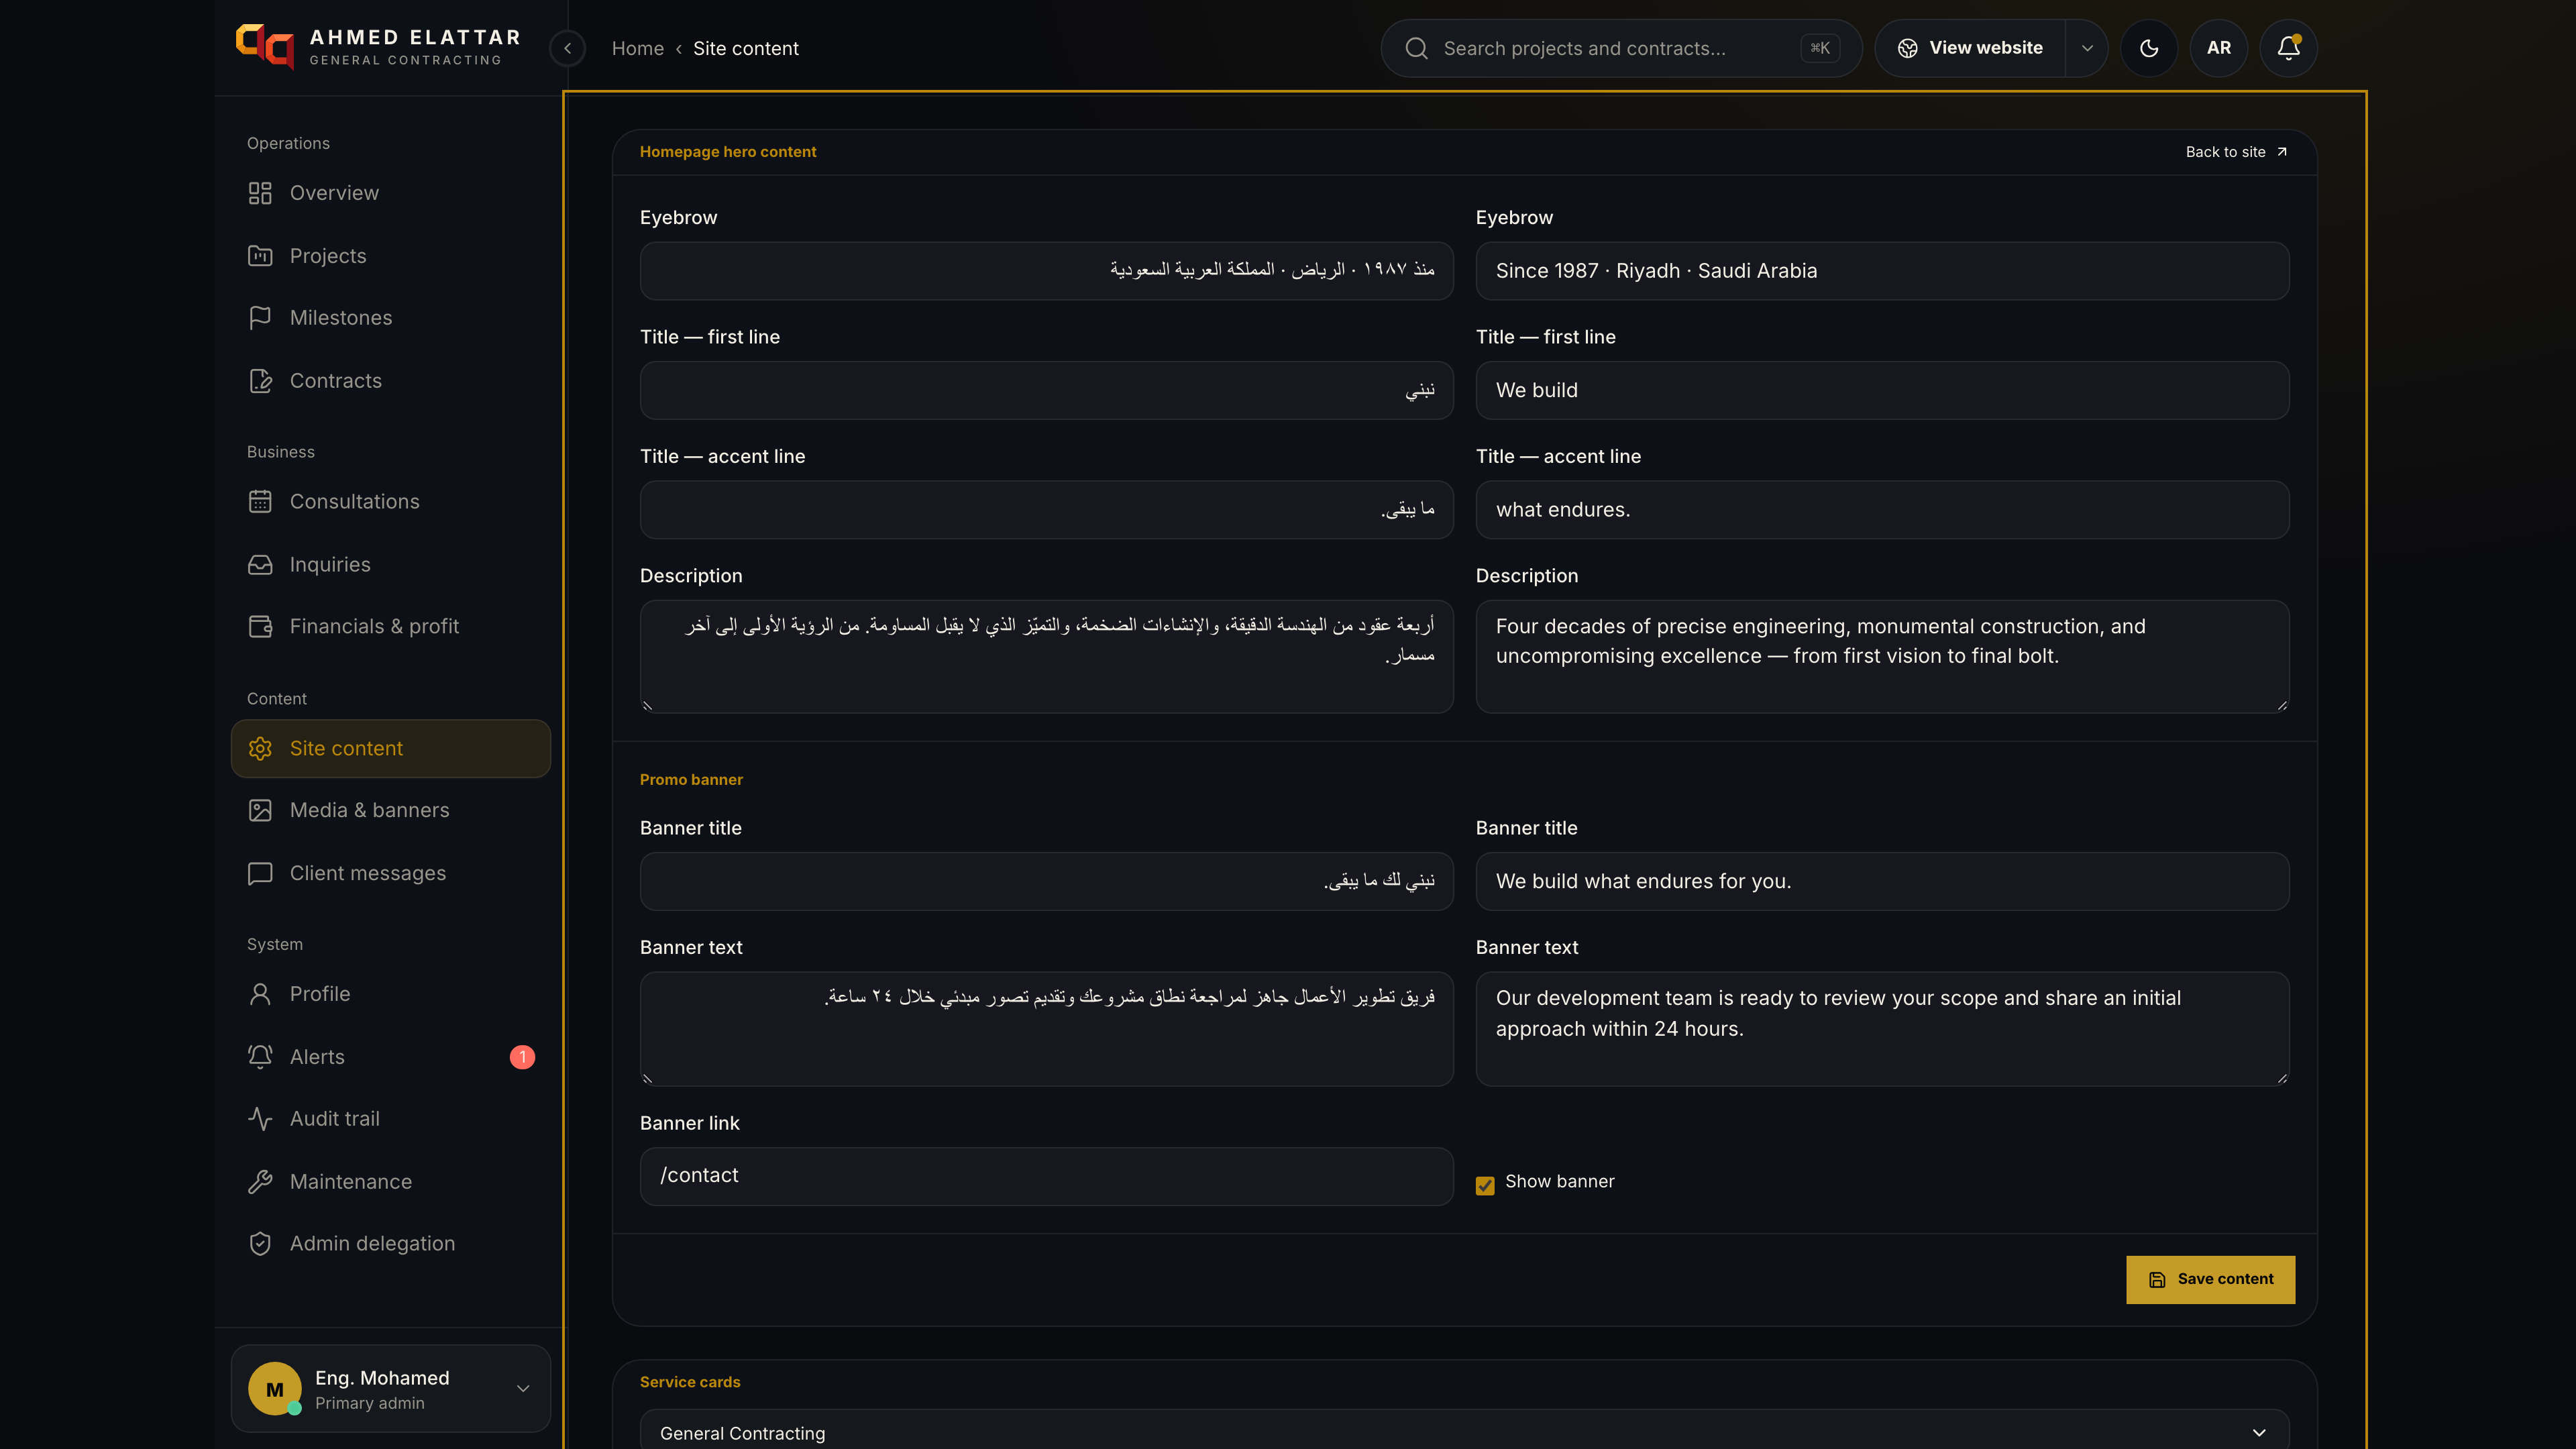 AHMED ELATTAR
GENERAL CONTRACTING
Home ‹ Site content
Search projects and contracts...
⌘K
View website
AR
Operations
Overview
Projects
Milestones
Contracts
Business
Consultations
Inquiries
Financials & profit
Content
Site content
Media & banners
Client messages
System
Profile
Alerts
1
Audit trail
Maintenance
Admin delegation
M
Eng. Mohamed
Primary admin
Homepage hero content
Back to site
Eyebrow
منذ ١٩٨٧ · الرياض · المملكة العربية السعودية
Eyebrow
Since 1987 · Riyadh · Saudi Arabia
Title — first line
نبني
Title — first line
We build
Title — accent line
ما يبقى.
Title — accent line
what endures.
Description
أربعة عقود من الهندسة الدقيقة، والإنشاءات الضخمة، والتميّز الذي لا يقبل المساومة. من الرؤية الأولى إلى آخر
مسمار.
Description
Four decades of precise engineering, monumental construction, and
uncompromising excellence — from first vision to final bolt.
Promo banner
Banner title
نبني لك ما يبقى.
Banner title
We build what endures for you.
Banner text
فريق تطوير الأعمال جاهز لمراجعة نطاق مشروعك وتقديم تصور مبدئي خلال ٢٤ ساعة.
Banner text
Our development team is ready to review your scope and share an initial
approach within 24 hours.
Banner link
/contact
Show banner
Save content
Service cards
General Contracting